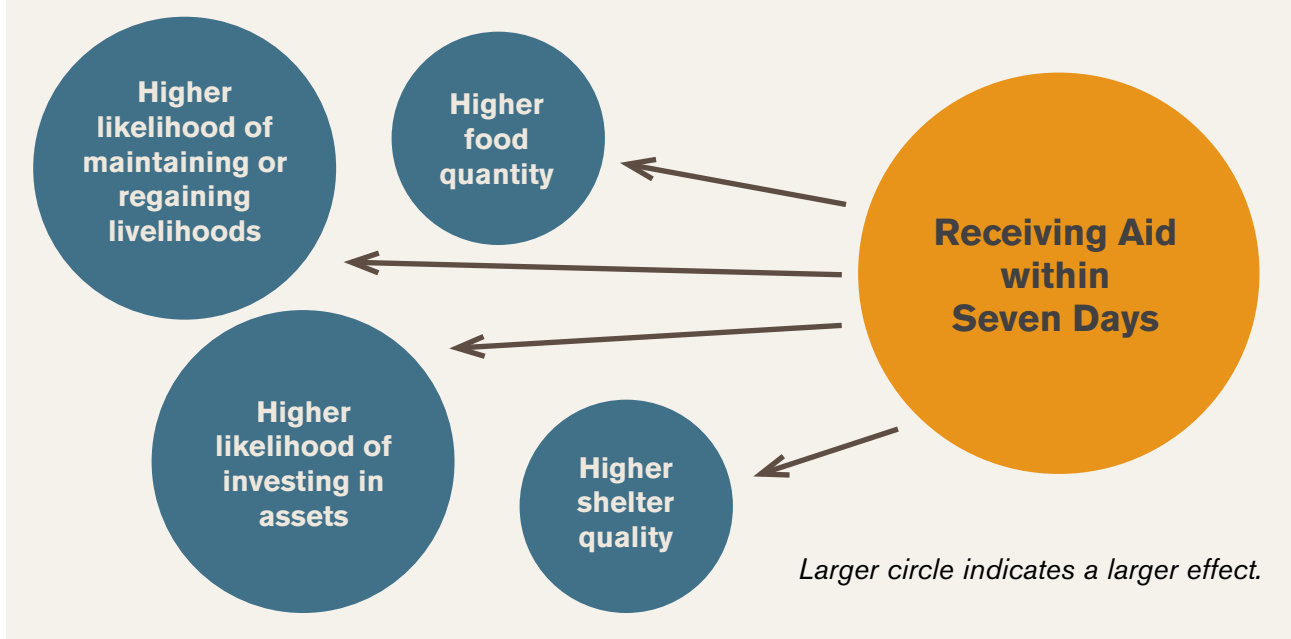 Higher
likelihood of
maintaining or
regaining
livelihoods
Higher
food
quantity
Receiving Aid
within
Seven Days
Higher
likelihood of
investing in
assets
Higher
shelter
quality
Larger circle indicates a larger effect.